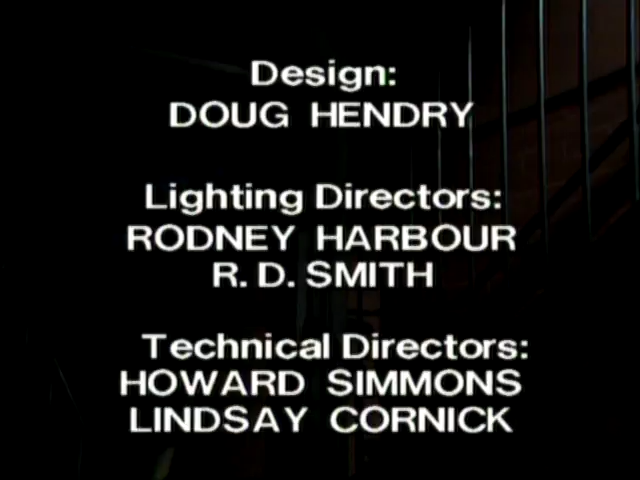 Design:
DOUG HENDRY
Lighting Directors:
RODNEY HARBOUR
R. D. SMITH
Technical Directors:
HOWARD SIMMONS
LINDSAY CORNICK